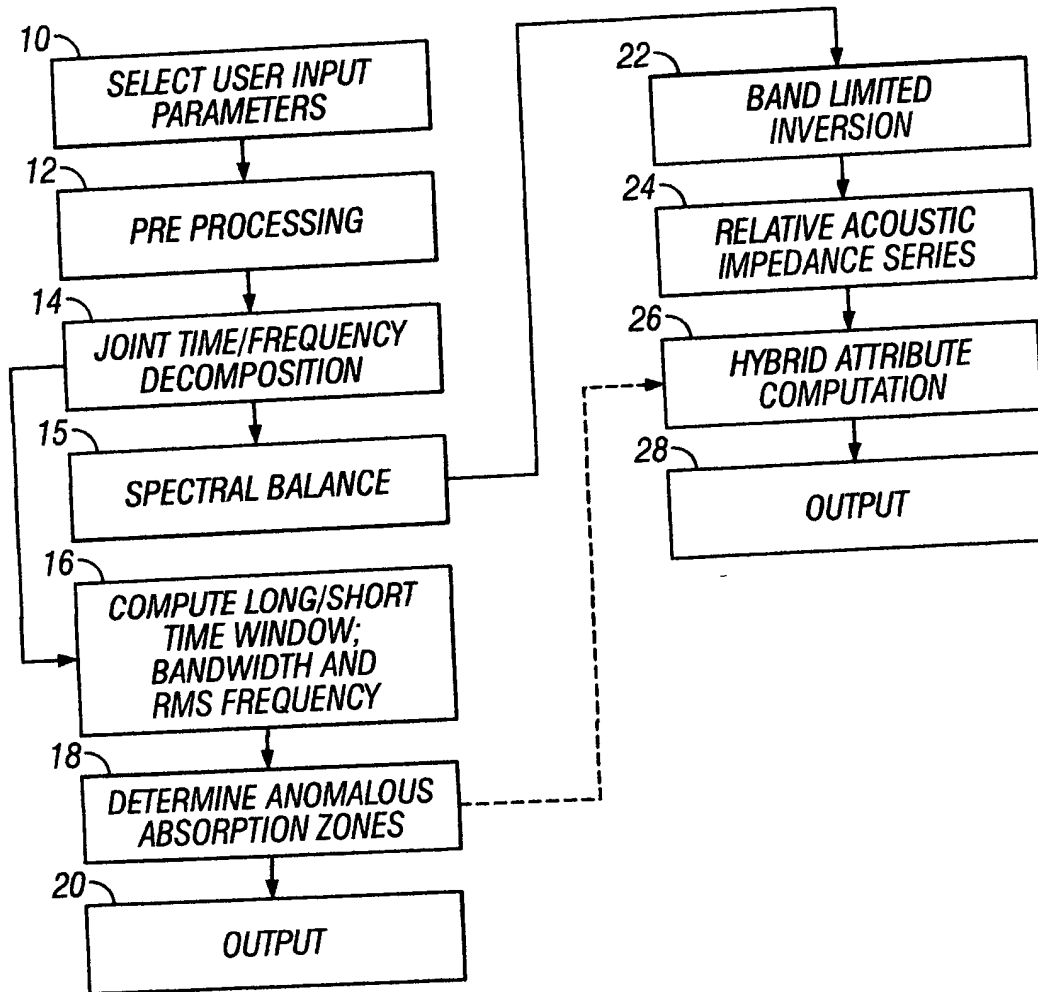 10
SELECT USER INPUT
PARAMETERS
12
PRE PROCESSING
14
JOINT TIME/FREQUENCY
DECOMPOSITION
15
SPECTRAL BALANCE
16
COMPUTE LONG/SHORT
TIME WINDOW;
BANDWIDTH AND
RMS FREQUENCY
18
DETERMINE ANOMALOUS
ABSORPTION ZONES
20
OUTPUT
22
BAND LIMITED
INVERSION
24
RELATIVE ACOUSTIC
IMPEDANCE SERIES
26
HYBRID ATTRIBUTE
COMPUTATION
28
OUTPUT